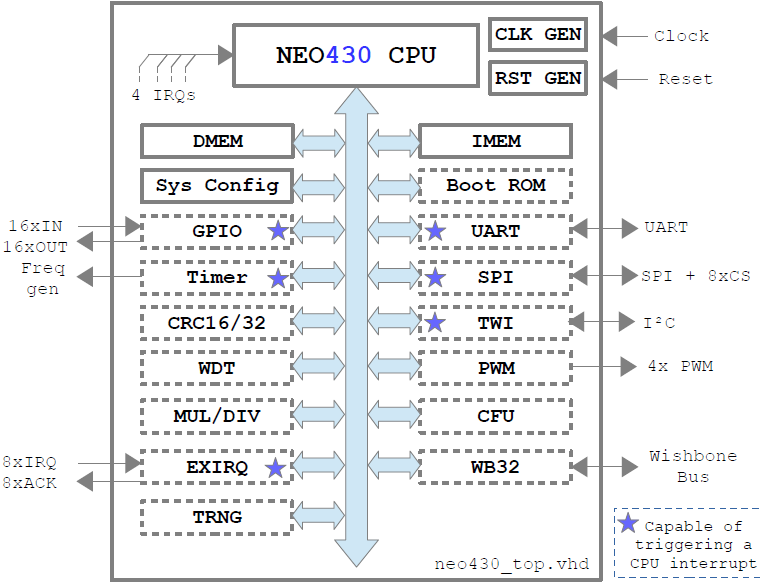 CLK GEN
Clock
NEO430 CPU
RST GEN
Reset
4 IRQs
DMEM
IMEM
Sys Config
Boot ROM
16xIN
GPIO
UART
UART
16xOUT
Freq
gen
Timer
SPI
SPI + 8xCS
CRC16/32
TWI
I²C
WDT
PWM
4x PWM
MUL/DIV
CFU
8xIRQ
8xACK
EXIRQ
WB32
Wishbone
Bus
TRNG
Capable of
triggering a
CPU interrupt
neo430_top.vhd